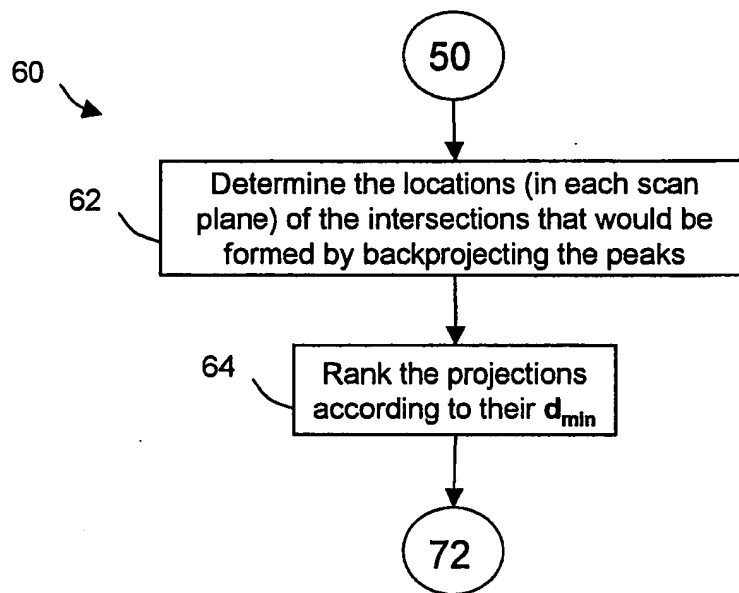 50
60
62
Determine the locations (in each scan
plane) of the intersections that would be
formed by backprojecting the peaks
64
Rank the projections
according to their dmin
72